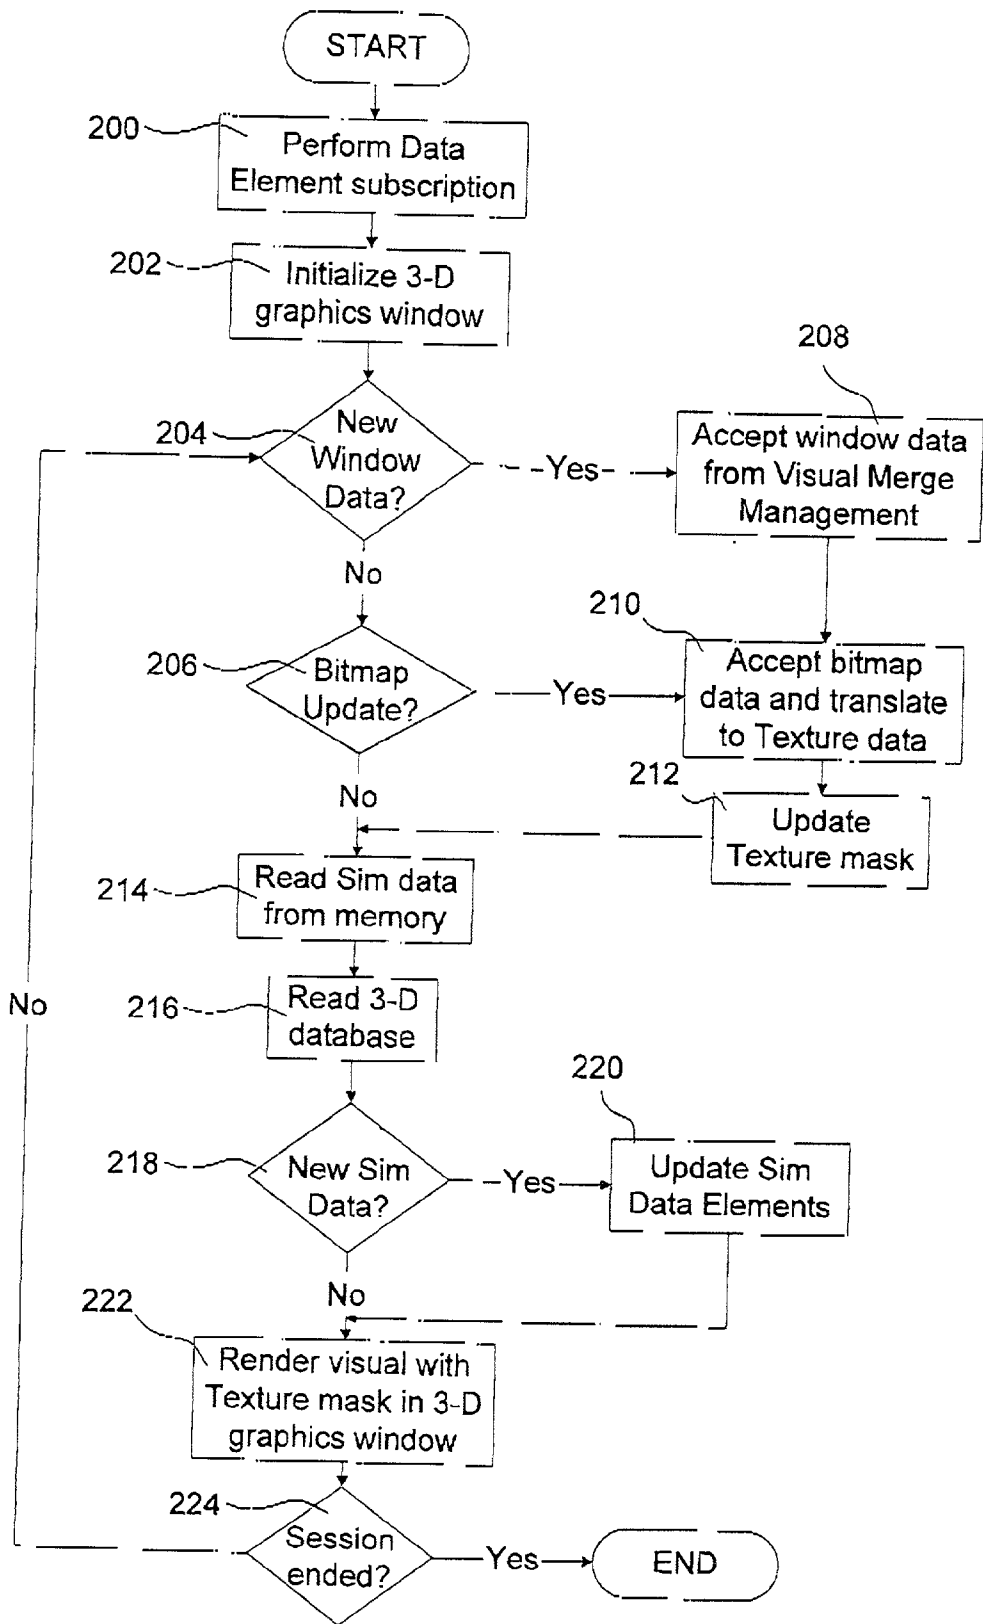 START
200
Perform Data
Element subscription
202
Initialize 3-D
graphics window
204
New
Window
Data?
Yes
208
Accept window data
from Visual Merge
Management
No
206
Bitmap
Update?
Yes
210
Accept bitmap
data and translate
to Texture data
212
Update
Texture mask
No
214
Read Sim data
from memory
216
Read 3-D
database
No
218
New Sim
Data?
Yes
220
Update Sim
Data Elements
No
222
Render visual with
Texture mask in 3-D
graphics window
224
Session
ended?
Yes
END